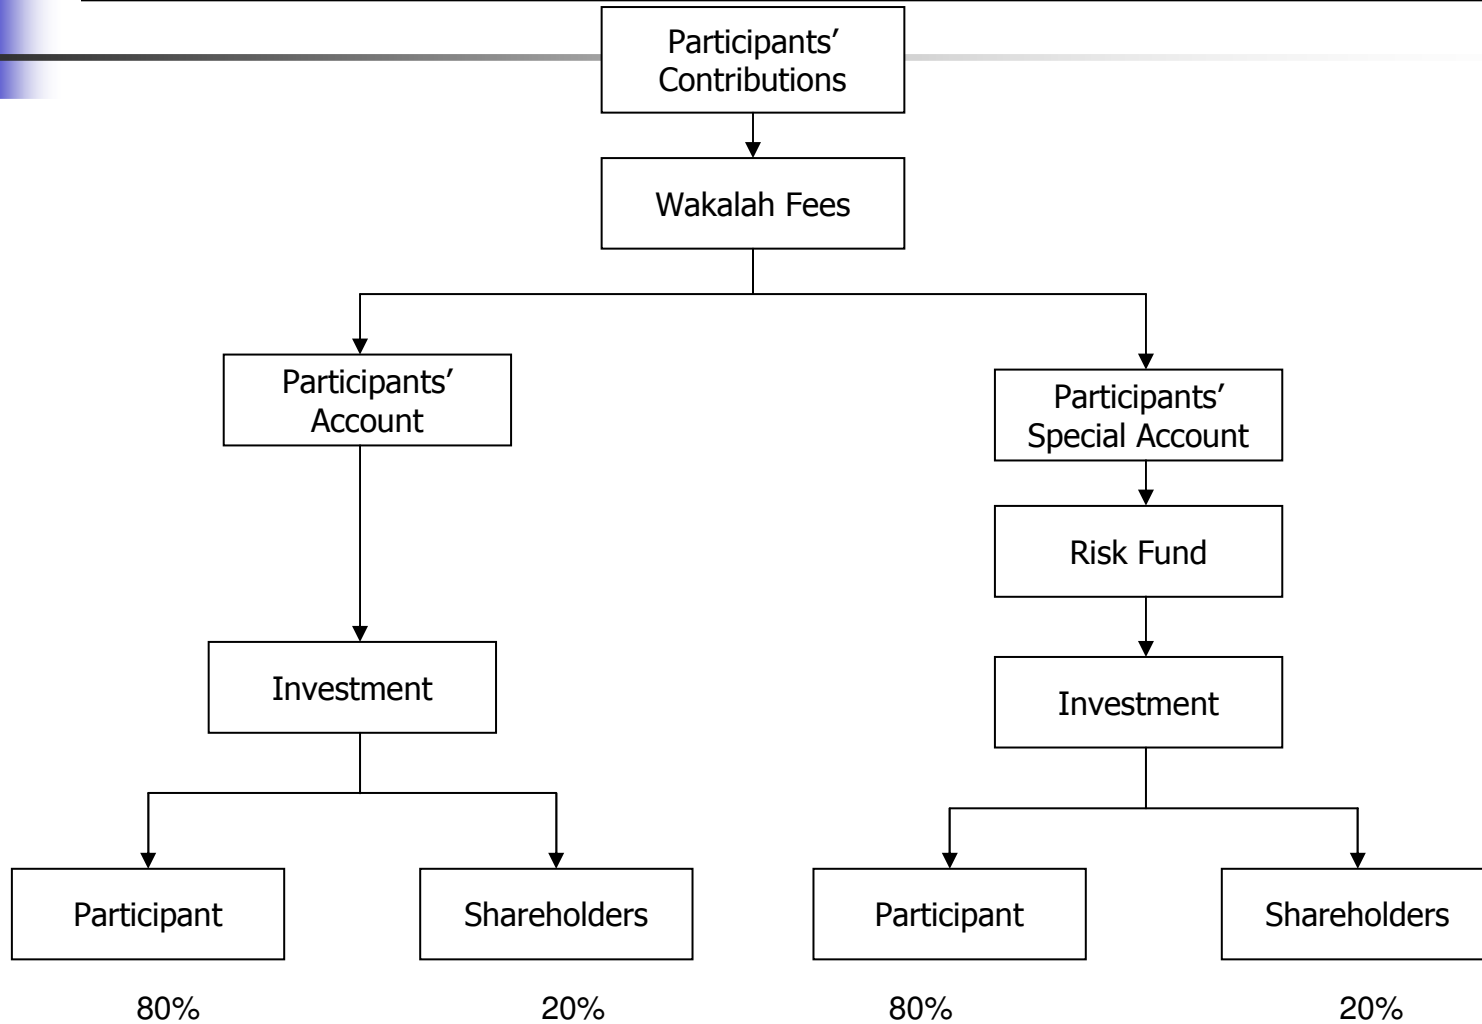 Participants’
Contributions
Wakalah Fees
Participants’
Account
Participants’
Special Account
Risk Fund
Investment
Investment
Participant
Shareholders
Participant
Shareholders
80%
20%
80%
20%